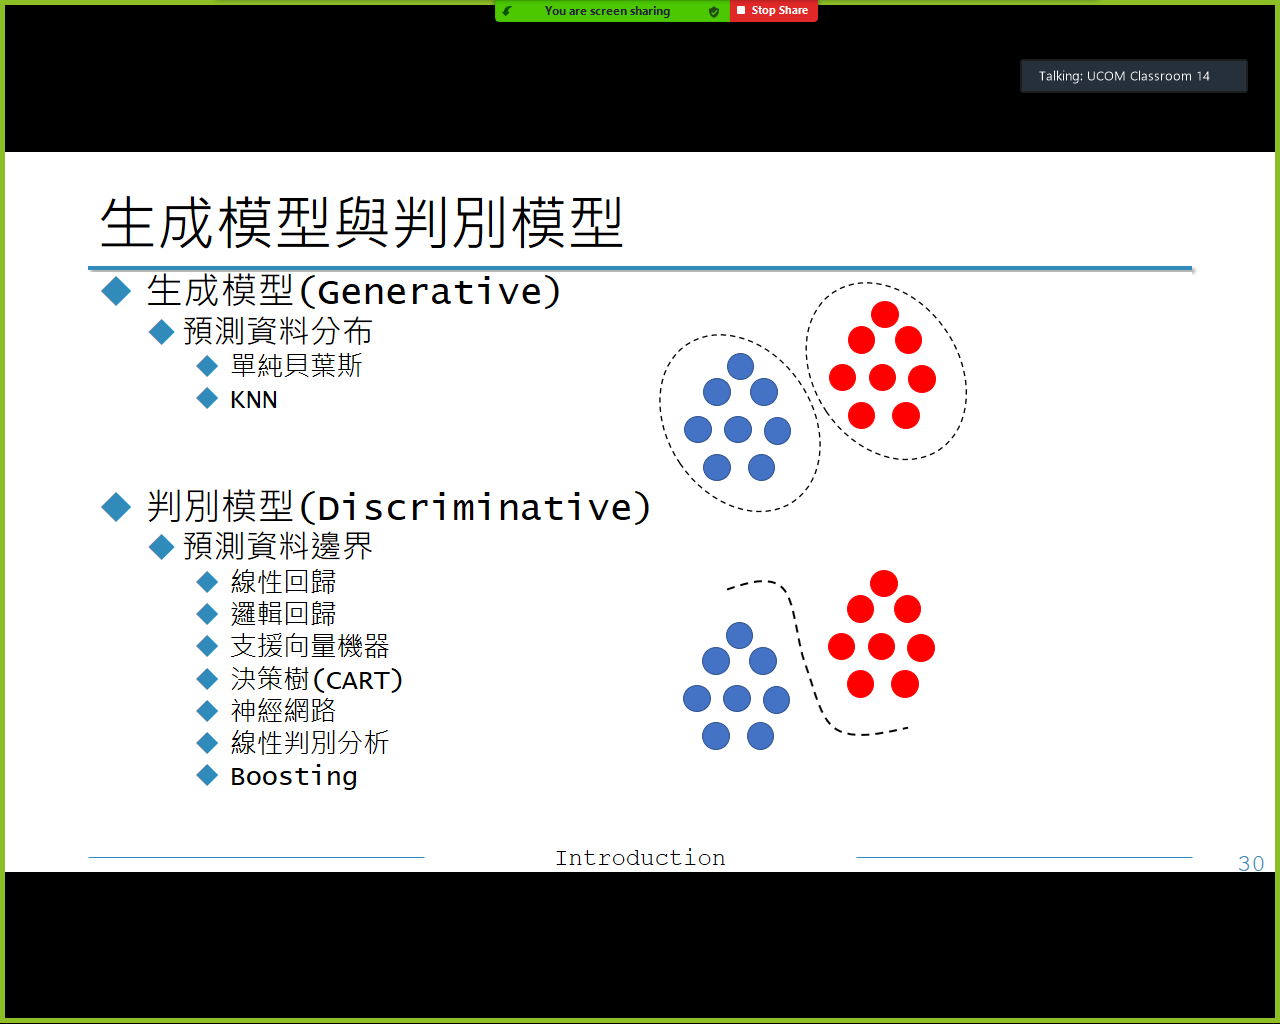 You are screen sharing
Stop Share
Talking: UCOM Classroom 14
生成模型與判別模型
生成模型(Generative)
預測資料分布
單純貝葉斯
KNN
判別模型(Discriminative)
預測資料邊界
線性回歸
邏輯回歸
支援向量機器
決策樹(CART)
神經網路
線性判別分析
Boosting
Introduction
30